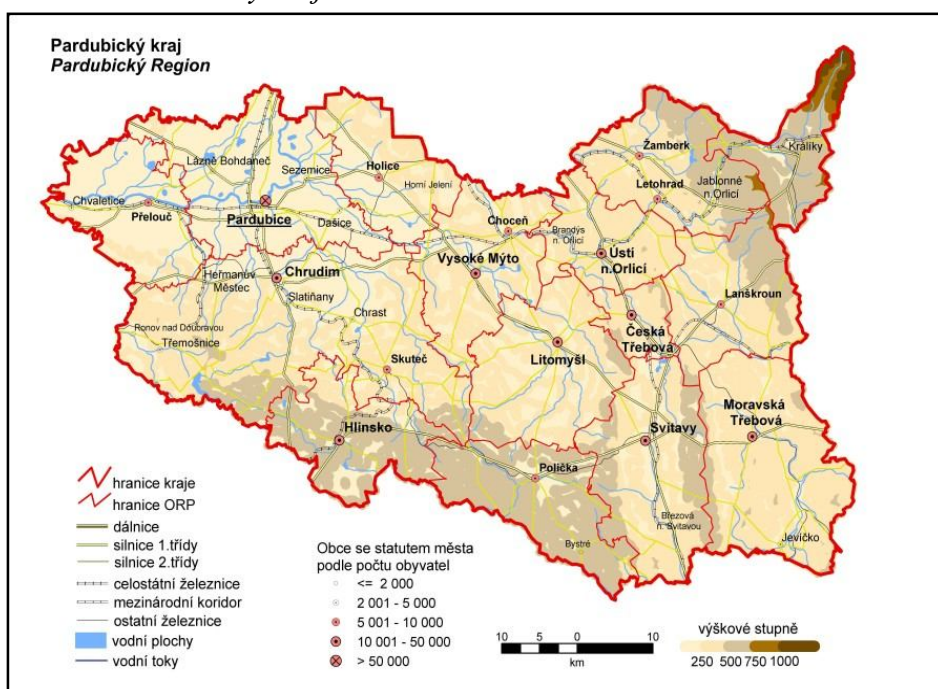 Pardubický kraj
Pardubický Region
Žamberk
Králíky
Lázně Bohdaneč
Sezemice
Holice
Horní Jelení
Letohrad
Jablonné
n.Orlicí
Chvaletice
Přelouč
Pardubice
Dašice
Choceň
Brandýs
n. Orlicí
Ústí
n.Orlicí
Vysoké Mýto
Heřmanův
Městec
Chrudim
Slatiňany
Chrast
Lanškroun
Ronov nad Doubravou
Třemošnice
Česká
Třebová
Litomyšl
Skuteč
Moravská
Třebová
Hlinsko
Svitavy
Polička
Březová
n. Svitavou
Bystré
Jevíčko
hranice kraje
hranice ORP
dálnice
silnice 1.třídy
silnice 2.třídy
celostátní železnice
mezinárodní koridor
ostatní železnice
vodní plochy
vodní toky
Obce se statutem města
podle počtu obyvatel
<= 2 000
2 001 - 5 000
5 001 - 10 000
10 001 - 50 000
> 50 000
10 5 0 10
km
výškové stupně
250 500 750 1000